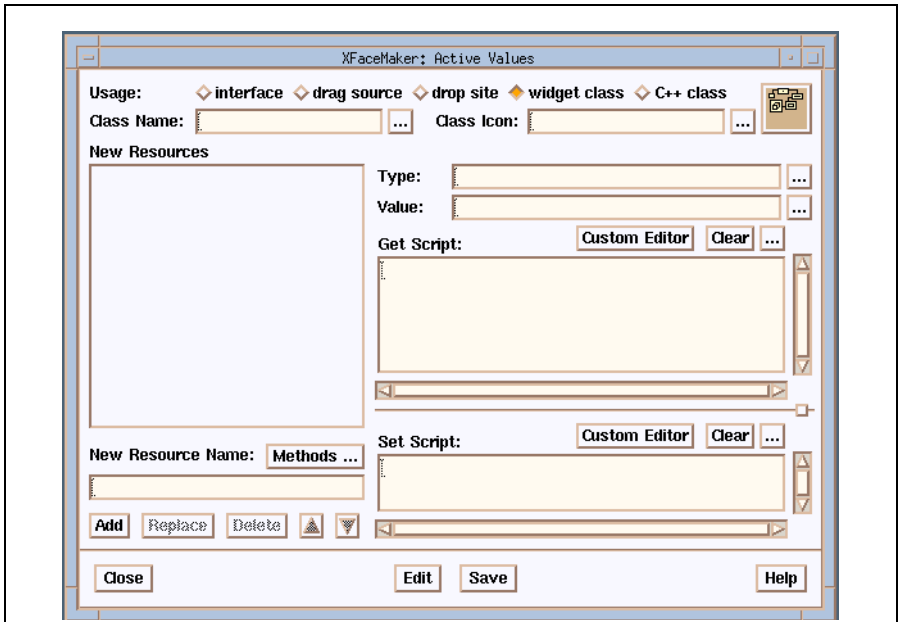 XFaceMaker: Active Values
Usage: interface drag source drop site widget class C++ class
Class Name: ... Class Icon: ...
New Resources
Type: ...
Value: ...
Get Script: Custom Editor Clear ...
Set Script: Custom Editor Clear ...
New Resource Name: Methods ...
Add Replace Delete
Close Edit Save Help